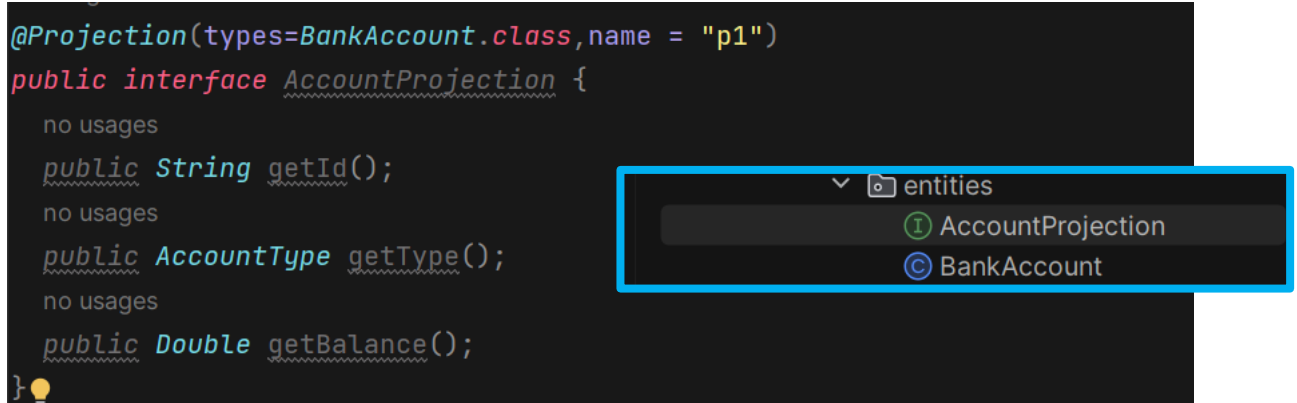 @Projection(types=BankAccount.class,name = "p1")
public interface AccountProjection {
no usages
public String getId();
no usages
public AccountType getType();
no usages
public Double getBalance();
}
entities
AccountProjection
BankAccount